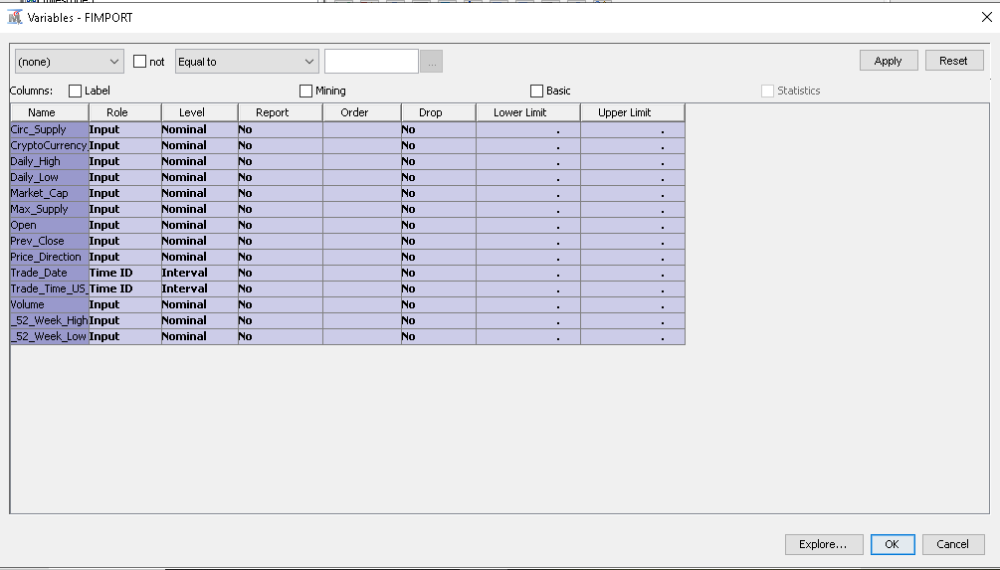 Variables - FIMPORT
(none) not Equal to ... Apply Reset
Columns: Label Mining Basic Statistics
Name Role Level Report Order Drop Lower Limit Upper Limit
Circ_Supply Input Nominal No No . .
CryptoCurrency_ Input Nominal No No . .
Daily_High Input Nominal No No . .
Daily_Low Input Nominal No No . .
Market_Cap Input Nominal No No . .
Max_Supply Input Nominal No No . .
Open Input Nominal No No . .
Prev_Close Input Nominal No No . .
Price_Direction Input Nominal No No . .
Trade_Date Time ID Interval No No . .
Trade_Time_US_ Time ID Interval No No . .
Volume Input Nominal No No . .
_52_Week_High Input Nominal No No . .
_52_Week_Low Input Nominal No No . .
Explore... OK Cancel